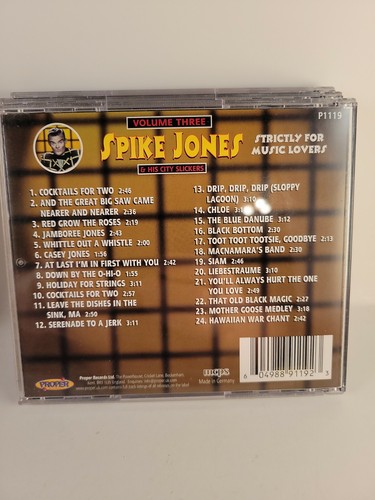 P1119
VOLUME THREE
SPIKE JONES
& HIS CITY SLICKERS
STRICTLY FOR
MUSIC LOVERS
1. COCKTAILS FOR TWO 2:46
2. AND THE GREAT BIG SAW CAME
NEARER AND NEARER 2:36
3. RED GROW THE ROSES 2:19
4. JAMBOREE JONES 2:43
5. WHITTLE OUT A WHISTLE 2:00
6. CASEY JONES 1:56
7. AT LAST I'M IN FIRST WITH YOU 2:42
8. DOWN BY THE O-HI-O 1:55
9. HOLIDAY FOR STRINGS 3:11
10. COCKTAILS FOR TWO 2:57
11. LEAVE THE DISHES IN THE
SINK, MA 2:50
12. SERENADE TO A JERK 3:11
13. DRIP, DRIP, DRIP (SLOPPY
LAGOON) 3:10
14. CHLOE
15. THE BLUE DANUBE 3:12
16. BLACK BOTTOM 2:30
17. TOOT TOOT TOOTSIE, GOODBYE 2:13
18. MACNAMARA'S BAND 2:30
19. SIAM 2:46
20. LIEBESTRAUME 3:10
21. YOU'LL ALWAYS HURT THE ONE
YOU LOVE 2:49
22. THAT OLD BLACK MAGIC 2:27
23. MOTHER GOOSE MEDLEY 3:18
24. HAWAIIAN WAR CHANT 2:42
PROPER
Proper Records Ltd.
mcps
Made in Germany
6 04988 91192 3